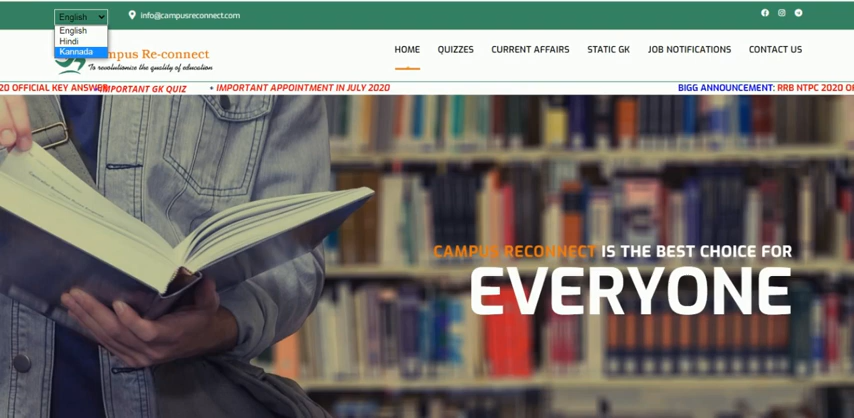 English
info@campusreconnect.com
English
Hindi
Kannada
mpus Re-connect
To revolutionize the quality of education
HOME QUIZZES CURRENT AFFAIRS STATIC GK JOB NOTIFICATIONS CONTACT US
20 OFFICIAL KEY ANSWE IMPORTANT GK QUIZ • IMPORTANT APPOINTMENT IN JULY 2020 BIGG ANNOUNCEMENT: RRB NTPC 2020 OF
CAMPUS RECONNECT IS THE BEST CHOICE FOR
EVERYONE